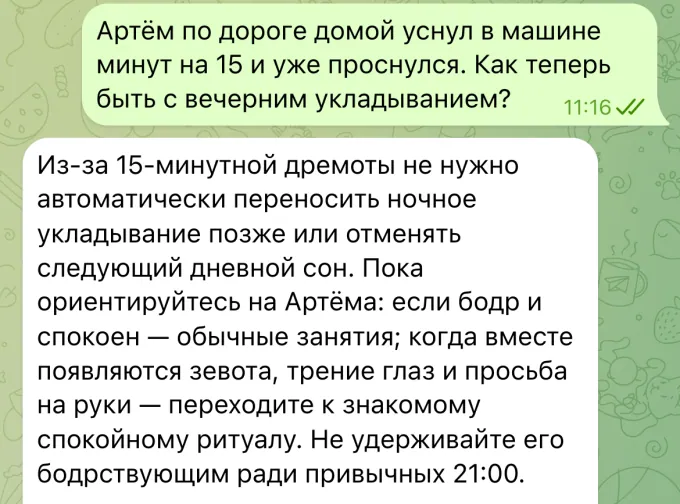 Артём по дороге домой уснул в машине
минут на 15 и уже проснулся. Как теперь
быть с вечерним укладыванием?
11:16
Из-за 15-минутной дремоты не нужно
автоматически переносить ночное
укладывание позже или отменять
следующий дневной сон. Пока
ориентируйтесь на Артёма: если бодр и
спокоен — обычные занятия; когда вместе
появляются зевота, трение глаз и просьба
на руки — переходите к знакомому
спокойному ритуалу. Не удерживайте его
бодрствующим ради привычных 21:00.